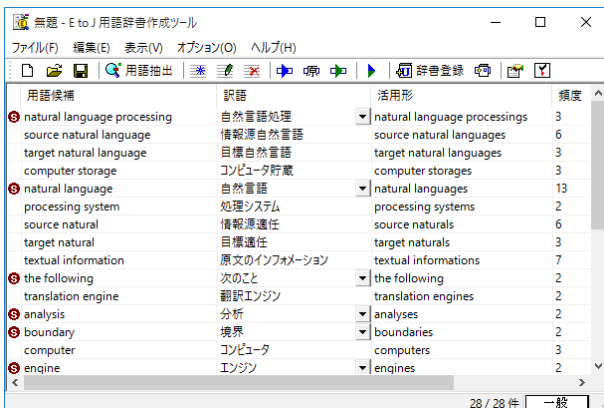 無題 - E to J 用語辞書作成ツール
ファイル(F) 編集(E) 表示(V) オプション(O) ヘルプ(H)
用語抽出 辞書登録
用語候補 訳語 活用形 頻度
natural language processing 自然言語処理 natural language processings 3
source natural language 情報源自然言語 source natural languages 6
target natural language 目標自然言語 target natural languages 3
computer storage コンピュータ貯蔵 computer storages 3
natural language 自然言語 natural languages 13
processing system 処理システム processing systems 2
source natural 情報源適任 source naturals 6
target natural 目標適任 target naturals 3
textual information 原文のインフォメーション textual informations 7
the following 次のこと the following 2
translation engine 翻訳エンジン translation engines 2
analysis 分析 analyses 2
boundary 境界 boundaries 2
computer コンピュータ computers 3
engine エンジン engines 2
28 / 28 件 一般